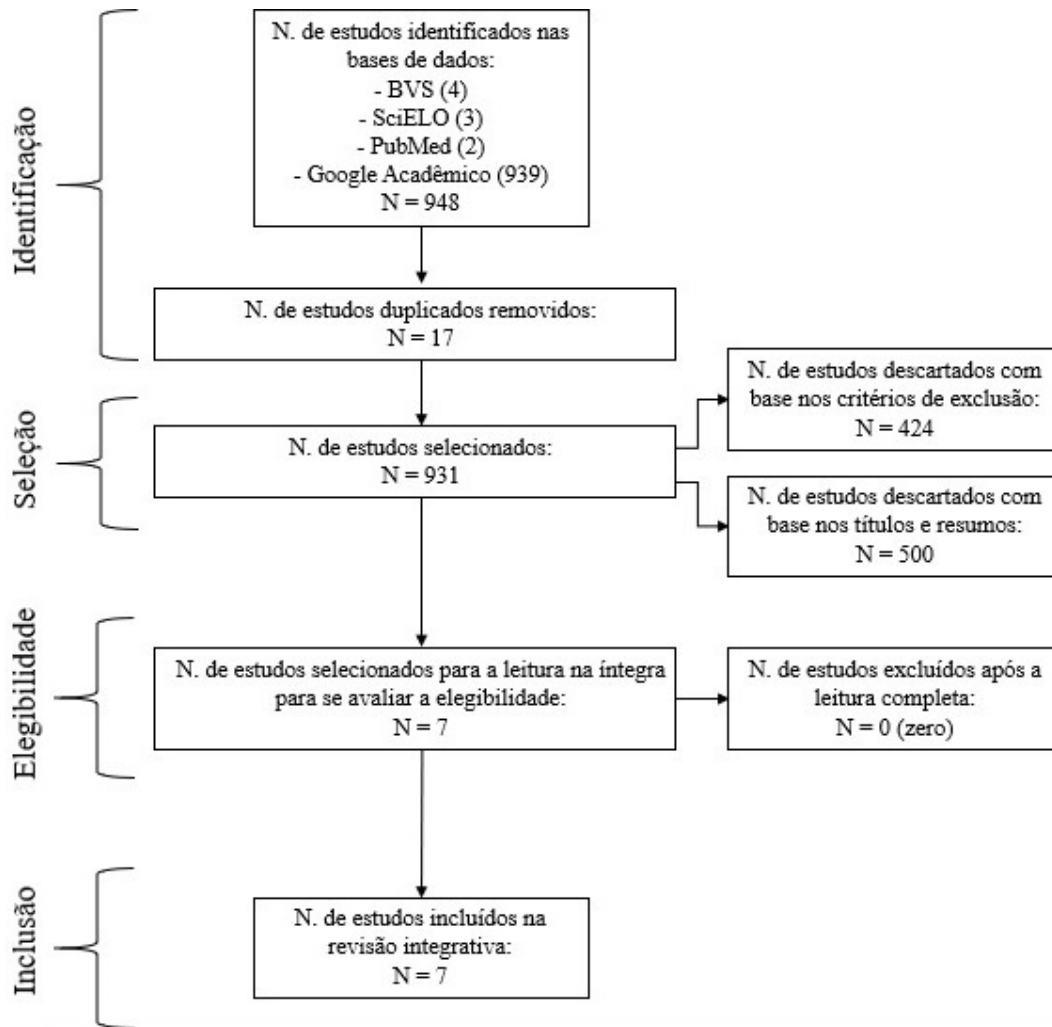 Identificação
N. de estudos identificados nas
bases de dados:
- BVS (4)
- SciELO (3)
- PubMed (2)
- Google Acadêmico (939)
N = 948
N. de estudos duplicados removidos:
N = 17
Seleção
N. de estudos selecionados:
N = 931
N. de estudos descartados com
base nos critérios de exclusão:
N = 424
N. de estudos descartados com
base nos títulos e resumos:
N = 500
Elegibilidade
N. de estudos selecionados para a leitura na íntegra
para se avaliar a elegibilidade:
N = 7
N. de estudos excluídos após a
leitura completa:
N = 0 (zero)
Inclusão
N. de estudos incluídos na
revisão integrativa:
N = 7